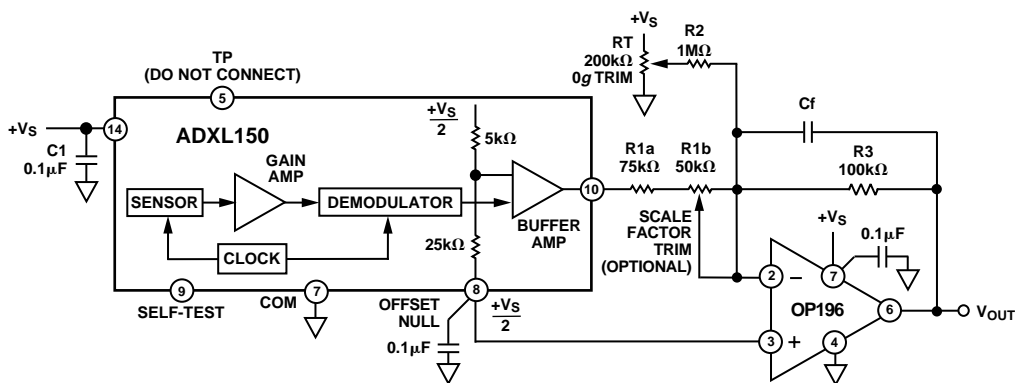 +VS
RT
200kΩ
0g TRIM
R2
1MΩ
TP
(DO NOT CONNECT)
5
+VS
14
C1
0.1µF
ADXL150
+VS
2
5kΩ
GAIN
AMP
SENSOR
DEMODULATOR
CLOCK
25kΩ
BUFFER
AMP
10
R1a
75kΩ
R1b
50kΩ
SCALE
FACTOR
TRIM
(OPTIONAL)
Cf
R3
100kΩ
+VS
0.1µF
2
–
7
OP196
6
VOUT
3
+
4
9
SELF-TEST
COM
7
8
OFFSET
NULL
+VS
2
0.1µF